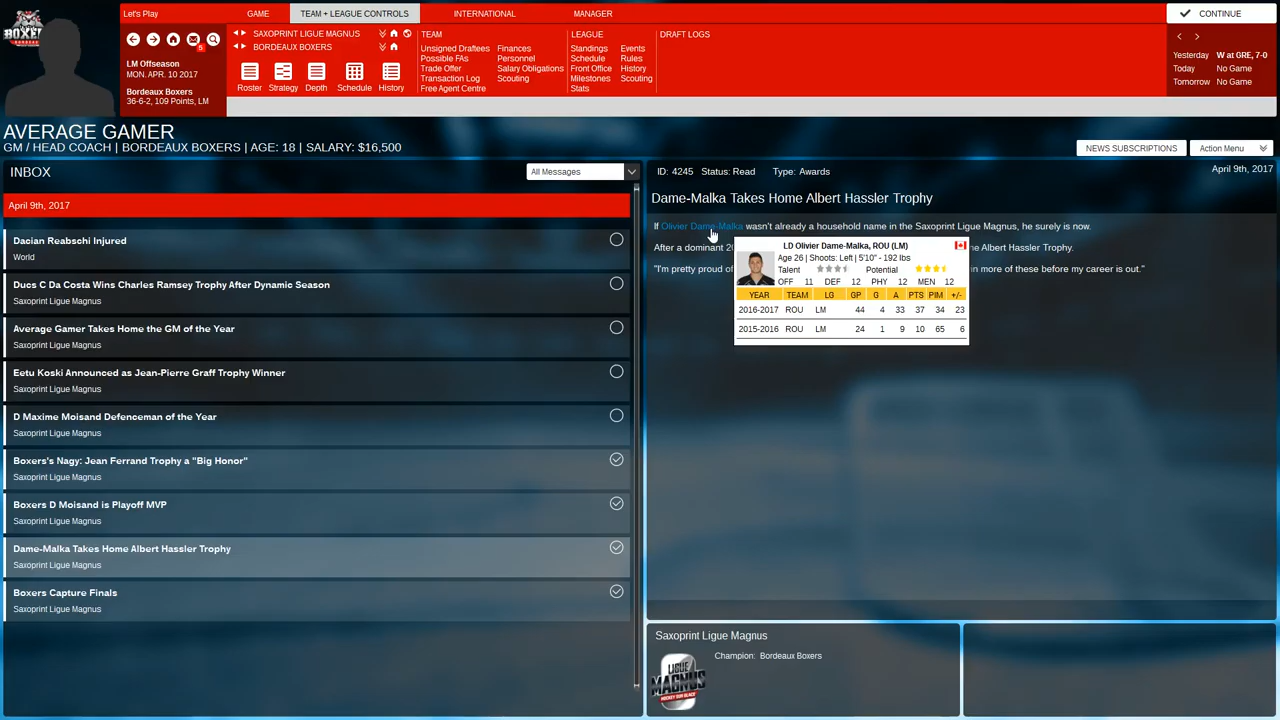 Let's Play
GAME
TEAM + LEAGUE CONTROLS
INTERNATIONAL
MANAGER
CONTINUE
BOXERS
5
LM Offseason
MON. APR. 10 2017
Bordeaux Boxers
36-6-2, 109 Points, LM
SAXOPRINT LIGUE MAGNUS
BORDEAUX BOXERS
Roster Strategy Depth Schedule History
TEAM
Unsigned Draftees Finances
Possible FAs Personnel
Trade Offer Salary Obligations
Transaction Log Scouting
Free Agent Centre
LEAGUE
Standings Events
Schedule Rules
Front Office History
Milestones Scouting
Stats
DRAFT LOGS
Yesterday W at GRE, 7-0
Today No Game
Tomorrow No Game
AVERAGE GAMER
GM / HEAD COACH | BORDEAUX BOXERS | AGE: 18 | SALARY: $16,500
NEWS SUBSCRIPTIONS
Action Menu
INBOX
All Messages
April 9th, 2017
Dacian Reabschi Injured
World
Ducs C Da Costa Wins Charles Ramsey Trophy After Dynamic Season
Saxoprint Ligue Magnus
Average Gamer Takes Home the GM of the Year
Saxoprint Ligue Magnus
Eetu Koski Announced as Jean-Pierre Graff Trophy Winner
Saxoprint Ligue Magnus
D Maxime Moisand Defenceman of the Year
Saxoprint Ligue Magnus
Boxers's Nagy: Jean Ferrand Trophy a "Big Honor"
Saxoprint Ligue Magnus
Boxers D Moisand is Playoff MVP
Saxoprint Ligue Magnus
Dame-Malka Takes Home Albert Hassler Trophy
Saxoprint Ligue Magnus
Boxers Capture Finals
Saxoprint Ligue Magnus
ID: 4245 Status: Read Type: Awards
April 9th, 2017
Dame-Malka Takes Home Albert Hassler Trophy
If Olivier Dame-Malka wasn't already a household name in the Saxoprint Ligue Magnus, he surely is now.
After a dominant 20 e Albert Hassler Trophy.
"I'm pretty proud of in more of these before my career is out."
LD Olivier Dame-Malka, ROU (LM)
Age 26 | Shoots: Left | 5'10" - 192 lbs
Talent Potential
OFF 11 DEF 12 PHY 12 MEN 12
YEAR TEAM LG GP G A PTS PIM +/-
2016-2017 ROU LM 44 4 33 37 34 23
2015-2016 ROU LM 24 1 9 10 65 6
Saxoprint Ligue Magnus
LIGUE
MAGNUS
HOCKEY SUR GLACE
Champion: Bordeaux Boxers